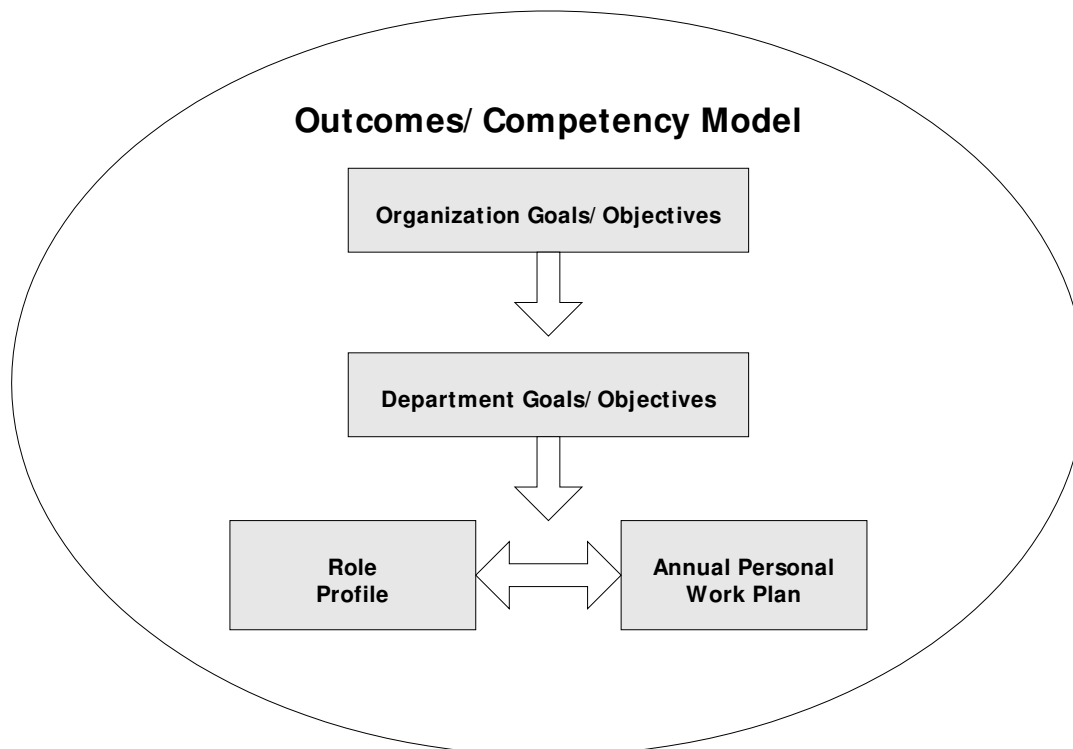 Outcomes/ Competency Model
Organization Goals/ Objectives
Department Goals/ Objectives
Role
Profile
Annual Personal
Work Plan